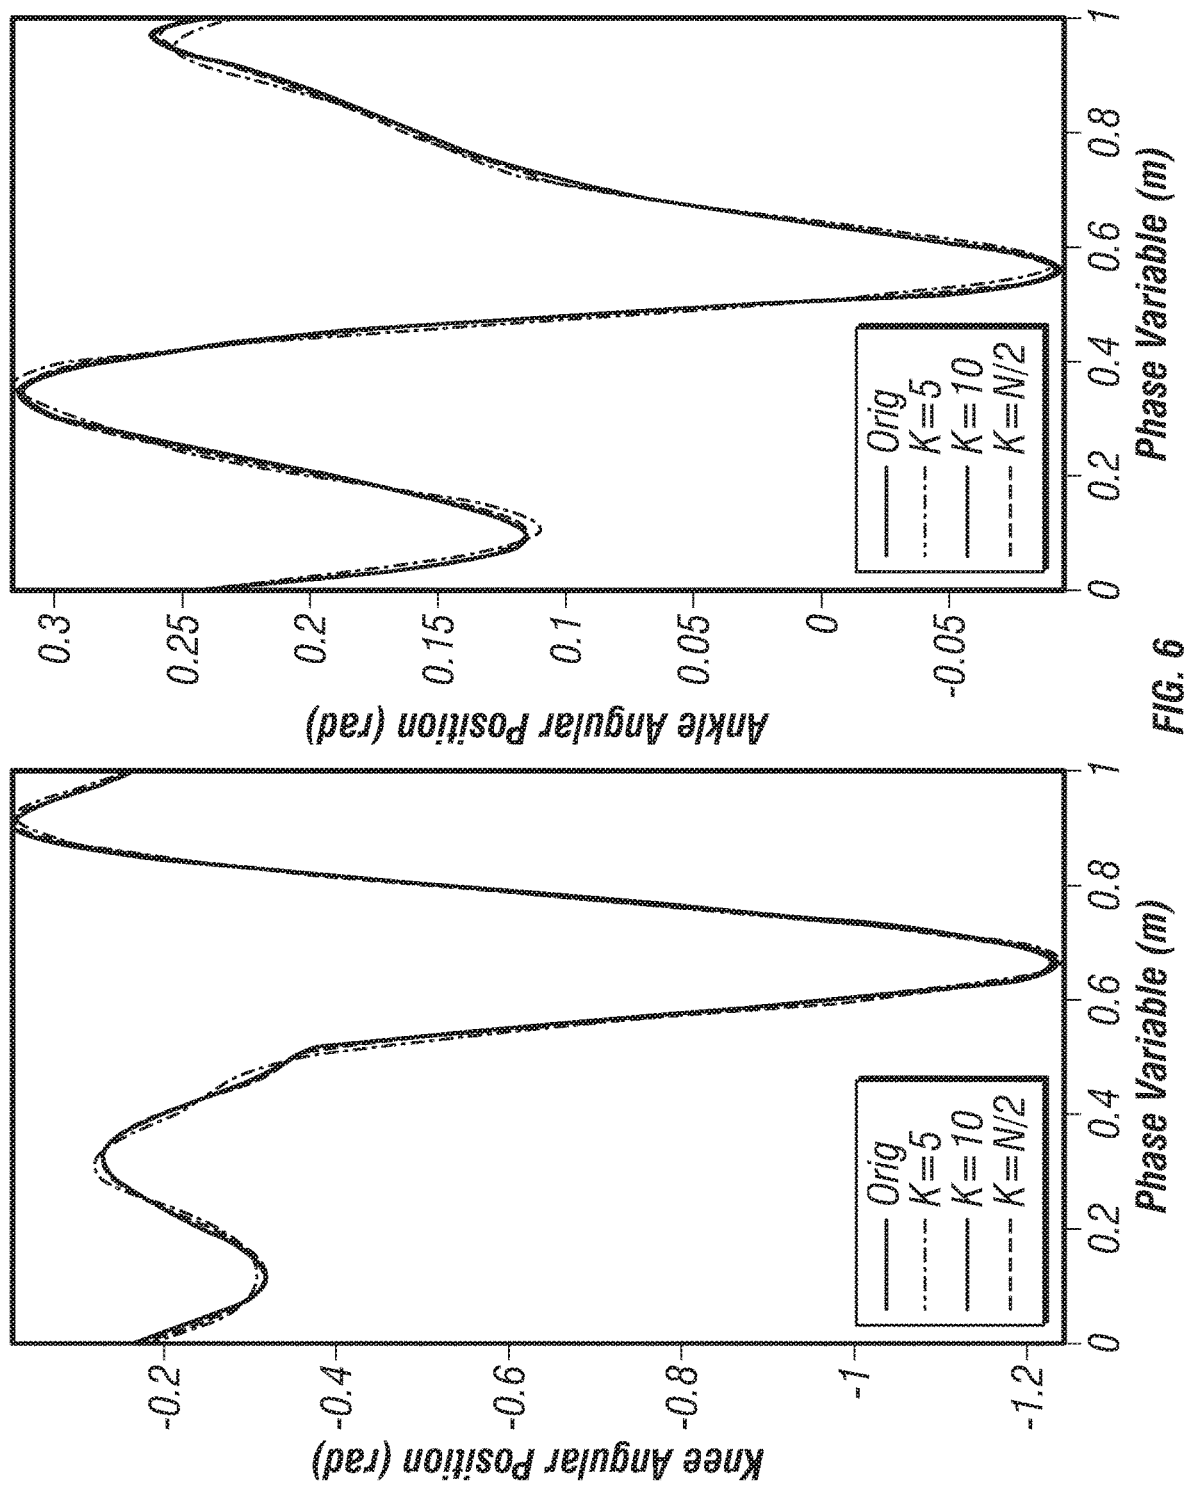 Knee Angular Position (rad)
-0.2
-0.4
-0.6
-0.8
-1
-1.2
0
0.2
0.4
0.6
0.8
1
Phase Variable (m)
Orig
K=5
K=10
K=N/2
Ankle Angular Position (rad)
0.3
0.25
0.2
0.15
0.1
0.05
0
-0.05
0
0.2
0.4
0.6
0.8
1
Phase Variable (m)
Orig
K=5
K=10
K=N/2
FIG. 6